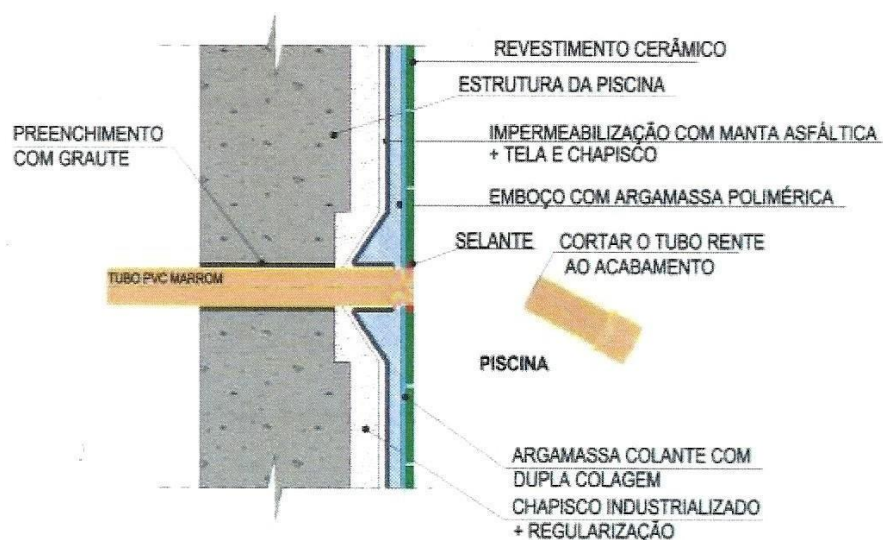 REVESTIMENTO CERÂMICO
ESTRUTURA DA PISCINA
PREENCHIMENTO
COM GRAUTE
IMPERMEABILIZAÇÃO COM MANTA ASFÁLTICA
+ TELA E CHAPISCO
EMBOÇO COM ARGAMASSA POLIMÉRICA
SELANTE
CORTAR O TUBO RENTE
AO ACABAMENTO
TUBO PVC MARROM
PISCINA
ARGAMASSA COLANTE COM
DUPLA COLAGEM
CHAPISCO INDUSTRIALIZADO
+ REGULARIZAÇÃO